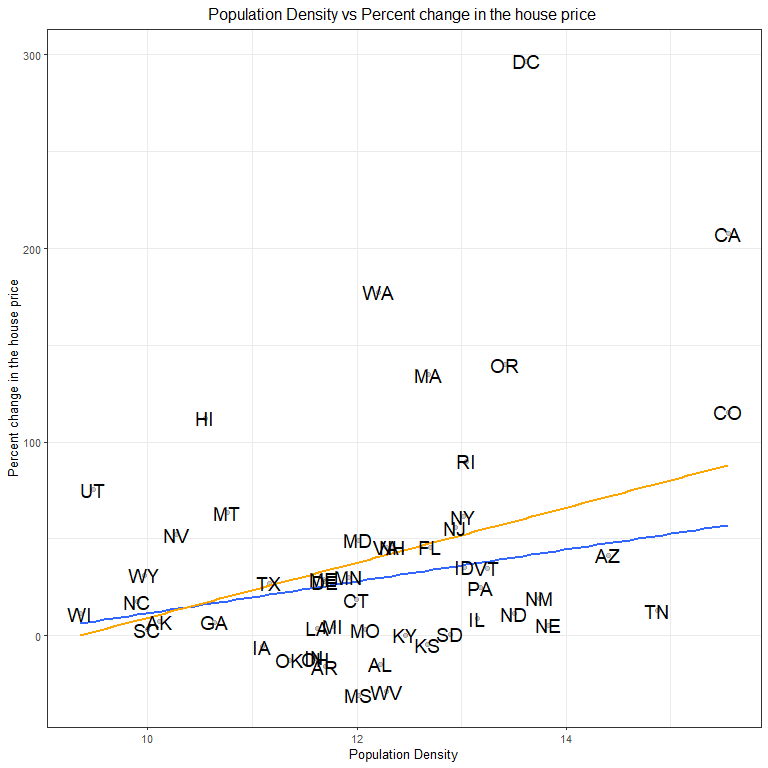 Population Density vs Percent change in the house price
300
DC
CA
200
WA
OR
MA
CO
HI
100
RI
UT
MT
NY
NJ
NV
MD
NH
FL
AZ
ID
VT
WY
TX
DE
MN
PA
NC
CT
NM
WI
IL
ND
TN
SC
AK
GA
LA
MI
MO
NE
0
KY
SD
IA
KS
OK
OH
AR
AL
MS
WV
10
12
14
Population Density
Percent change in the house price